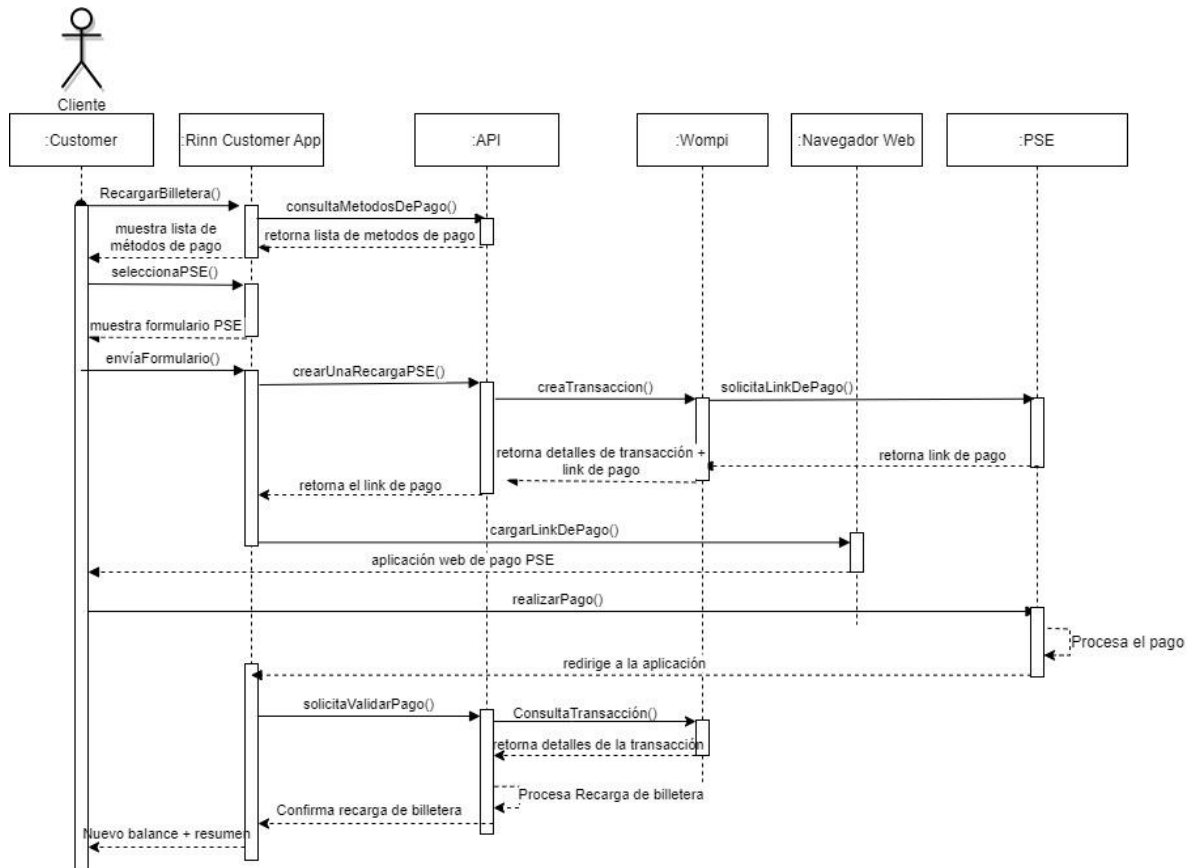 Cliente
:Customer
:Rinn Customer App
:API
:Wompi
:Navegador Web
:PSE
RecargarBilletera()
consultaMetodosDePago()
muestra lista de
métodos de pago
retorna lista de metodos de pago
seleccionaPSE()
muestra formulario PSE
envíaFormulario()
crearUnaRecargaPSE()
creaTransaccion()
solicitaLinkDePago()
retorna detalles de transacción +
link de pago
retorna link de pago
retorna el link de pago
cargarLinkDePago()
aplicación web de pago PSE
realizarPago()
Procesa el pago
redirige a la aplicación
solicitaValidarPago()
ConsultaTransacción()
retorna detalles de la transacción
Procesa Recarga de billetera
Confirma recarga de billetera
Nuevo balance + resumen